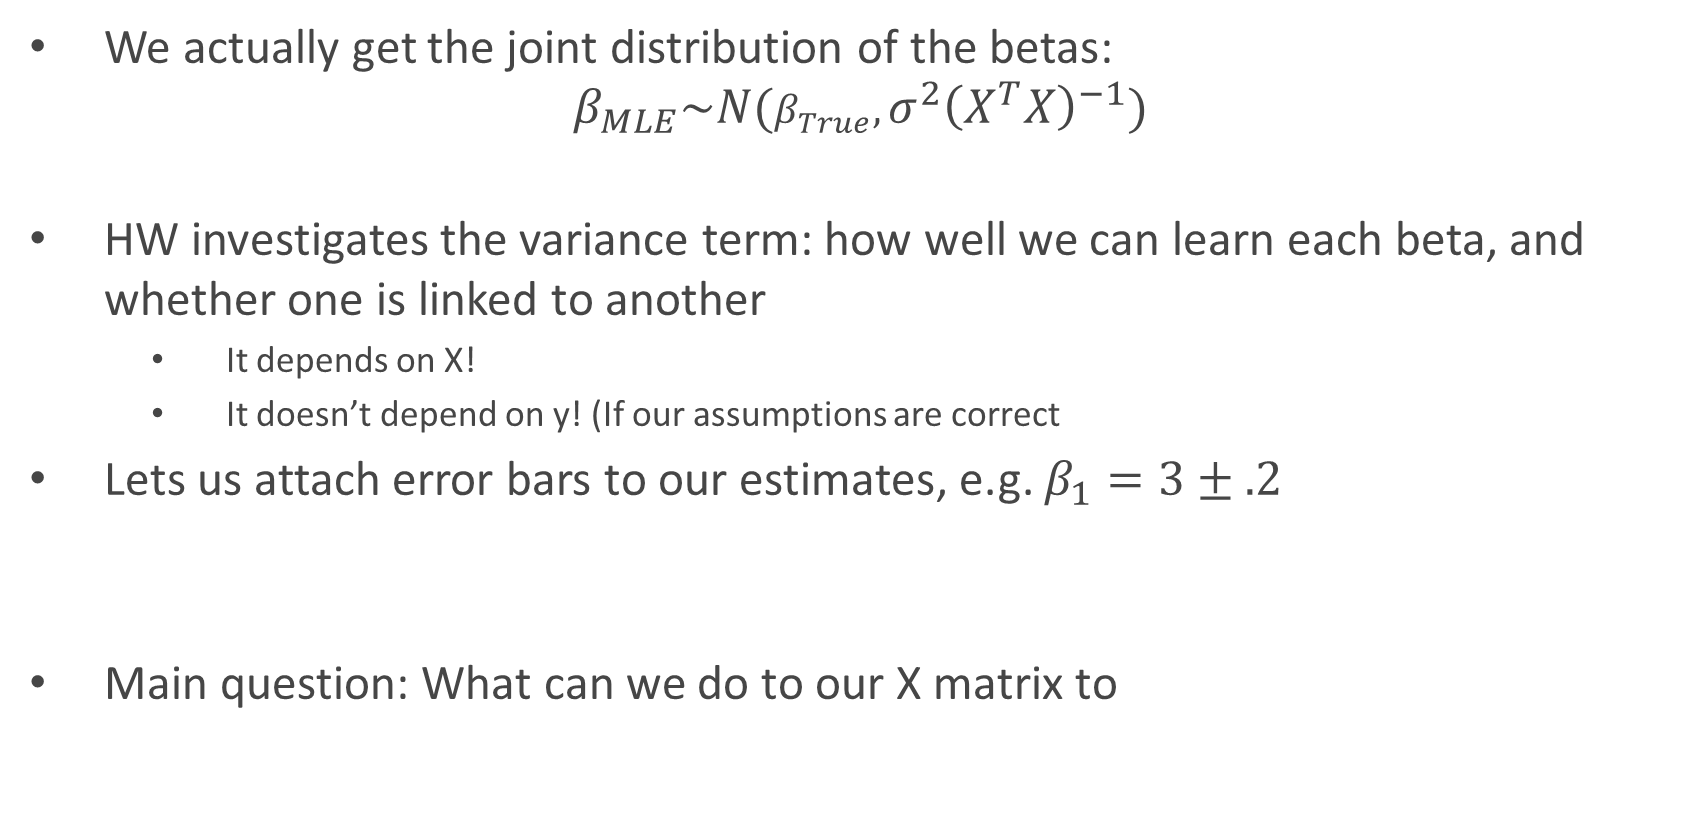 • We actually get the joint distribution of the betas:
β_MLE~N(β_True, σ²(XᵀX)⁻¹)
• HW investigates the variance term: how well we can learn each beta, and
whether one is linked to another
• It depends on X!
• It doesn’t depend on y! (If our assumptions are correct
• Lets us attach error bars to our estimates, e.g. β₁ = 3 ± .2
• Main question: What can we do to our X matrix to